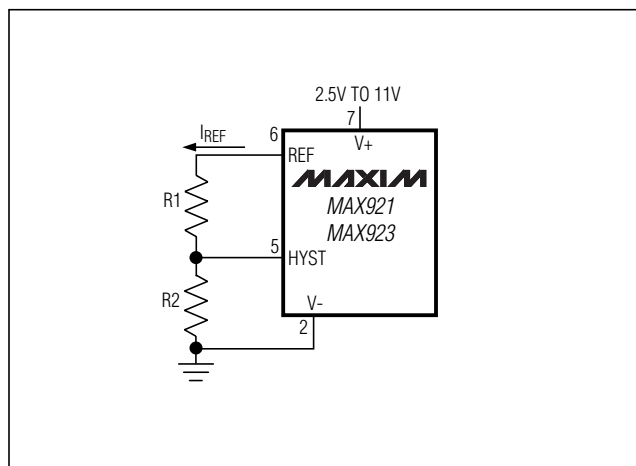 2.5V TO 11V
7
V+
IREF
6
REF
MAXIM
R1
MAX921
MAX923
5
HYST
R2
V-
2